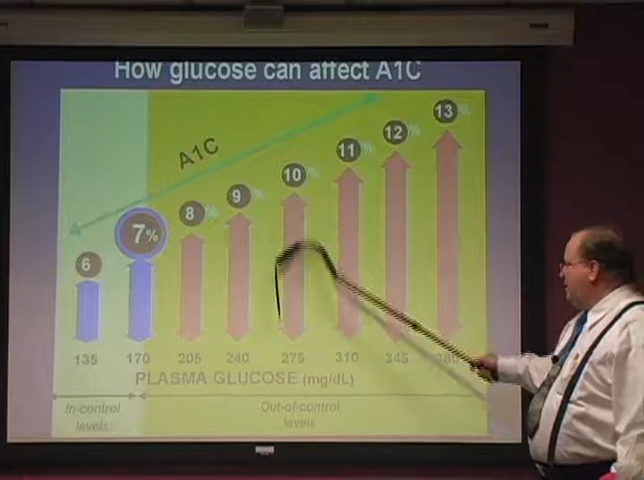 How glucose can affect A1C
A1C
6
7%
8%
9%
10%
11%
12%
13%
135 170 205 240 275 310 345 380
PLASMA GLUCOSE (mg/dL)
In-control
levels
Out-of-control
levels